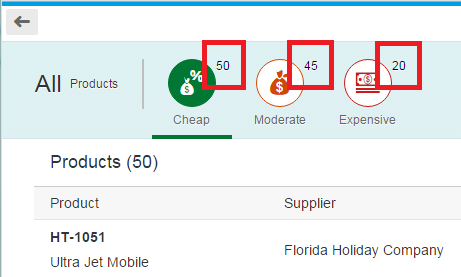 50 45 20
All Products
Cheap Moderate Expensive
Products (50)
Product Supplier
HT-1051
Ultra Jet Mobile Florida Holiday Company